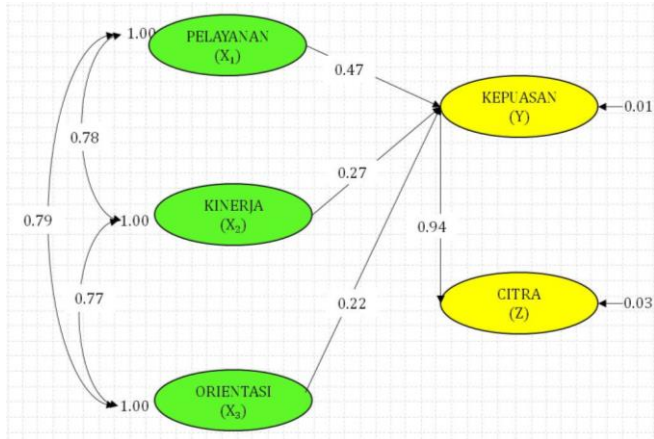 1.00
PELAYANAN
(X₁)
0.47
KEPUASAN
(Y)
0.01
0.78
0.27
0.79
1.00
KINERJA
(X₂)
0.94
0.77
0.22
CITRA
(Z)
0.03
1.00
ORIENTASI
(X₃)